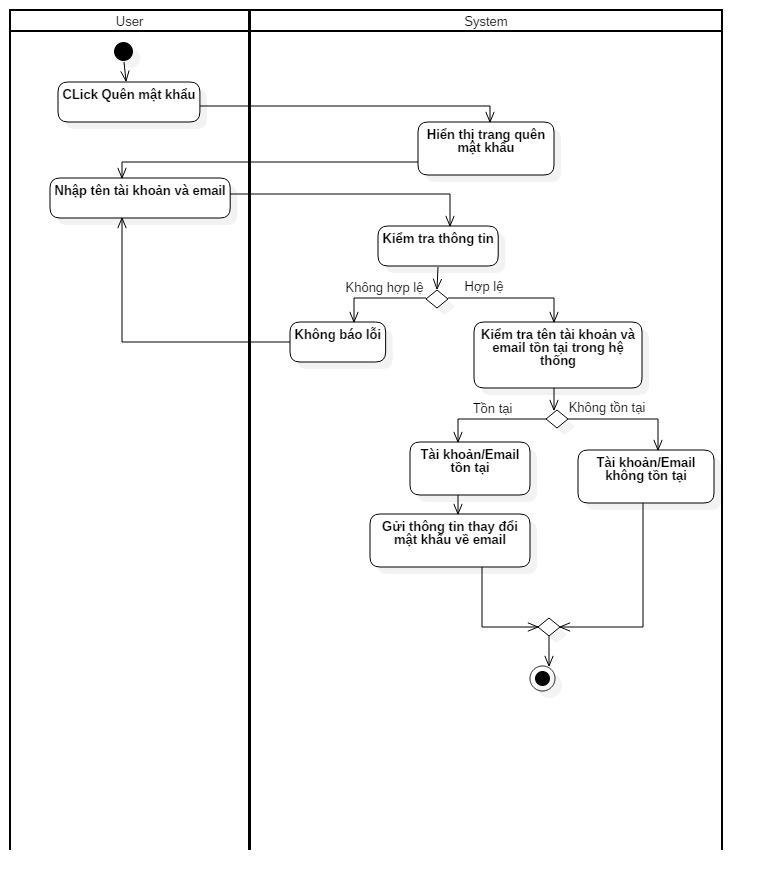 User
System
CLick Quên mật khẩu
Hiển thị trang quên
mật khẩu
Nhập tên tài khoản và email
Kiểm tra thông tin
Không hợp lệ
Hợp lệ
Không báo lỗi
Kiểm tra tên tài khoản và
email tồn tại trong hệ
thống
Tồn tại
Không tồn tại
Tài khoản/Email
tồn tại
Tài khoản/Email
không tồn tại
Gửi thông tin thay đổi
mật khẩu về email